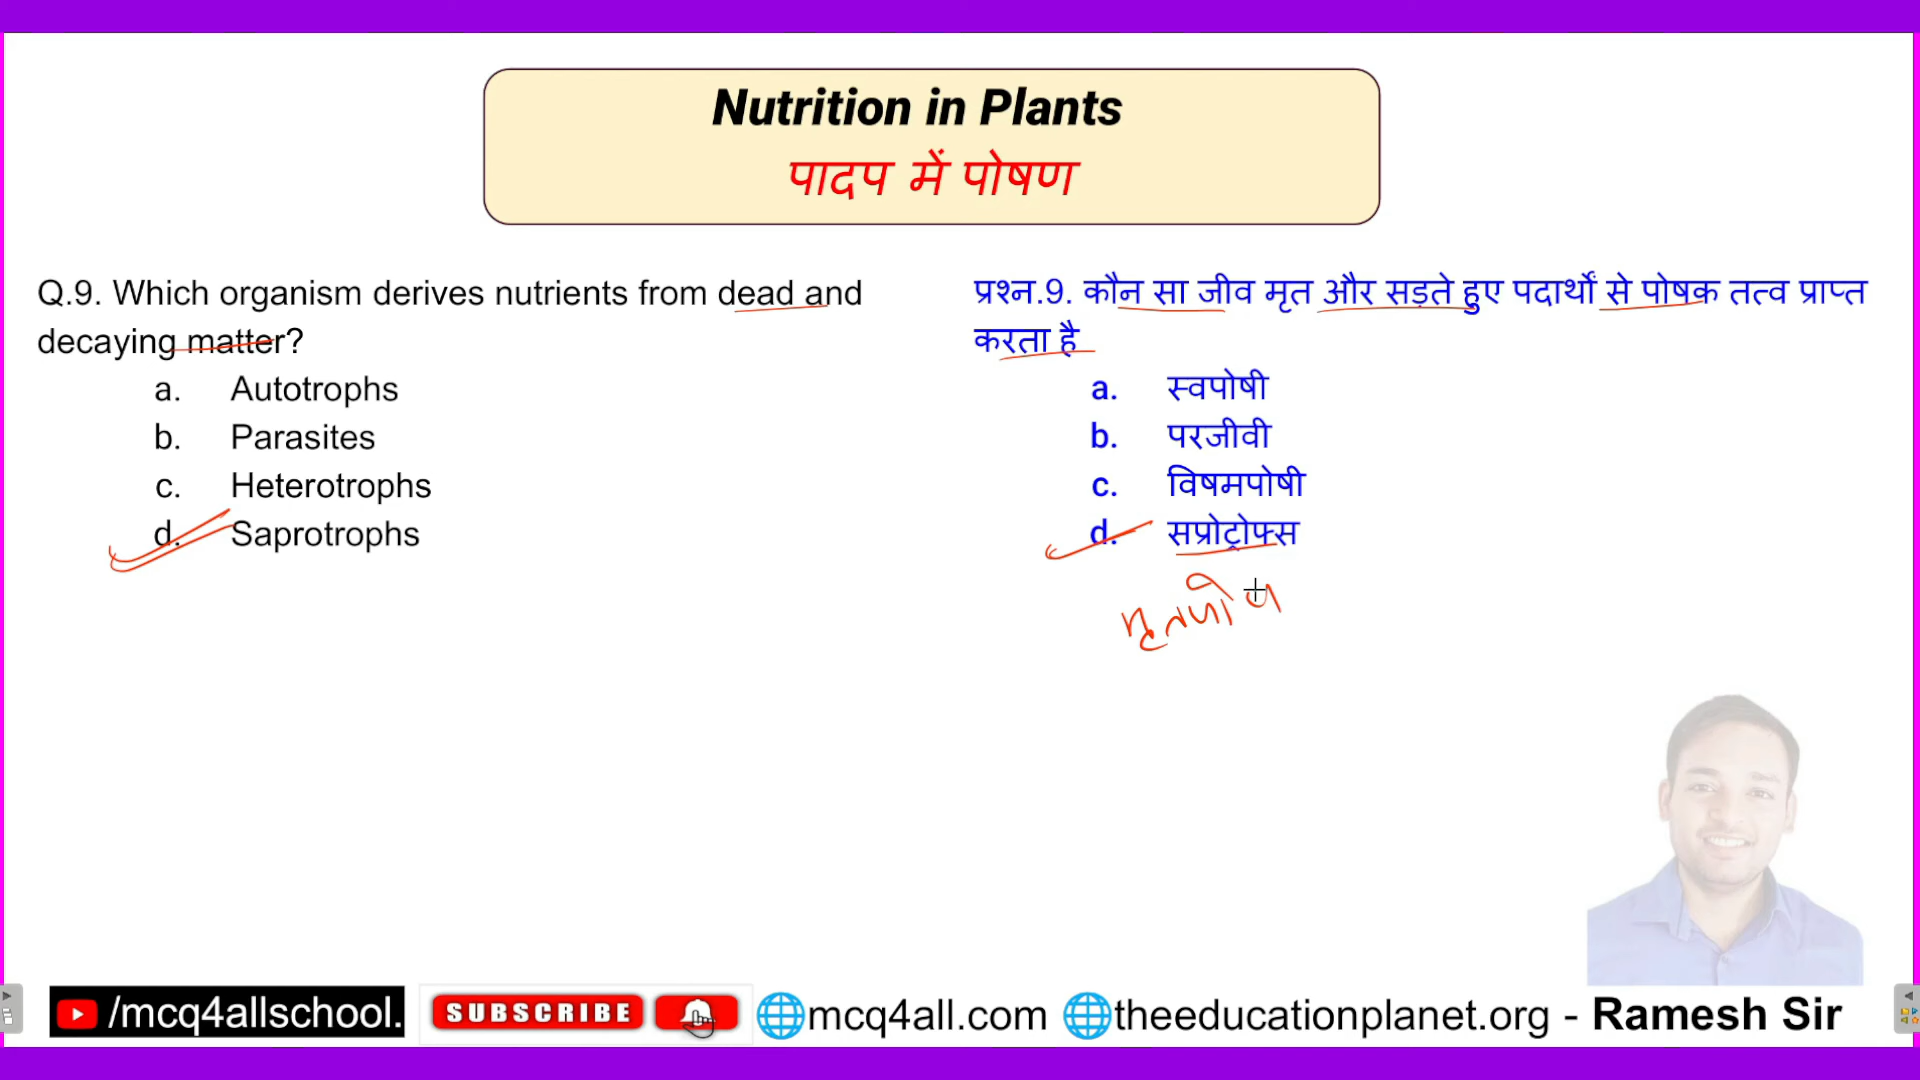 Nutrition in Plants
पादप में पोषण
Q.9. Which organism derives nutrients from dead and
decaying matter?
a. Autotrophs
b. Parasites
c. Heterotrophs
d. Saprotrophs
प्रश्न.9. कौन सा जीव मृत और सड़ते हुए पदार्थों से पोषक तत्व प्राप्त
करता है
a. स्वपोषी
b. परजीवी
c. विषमपोषी
d. सप्रोट्रोफ्स
मृतपोष
/mcq4allschool.
SUBSCRIBE
mcq4all.com
theeducationplanet.org - Ramesh Sir